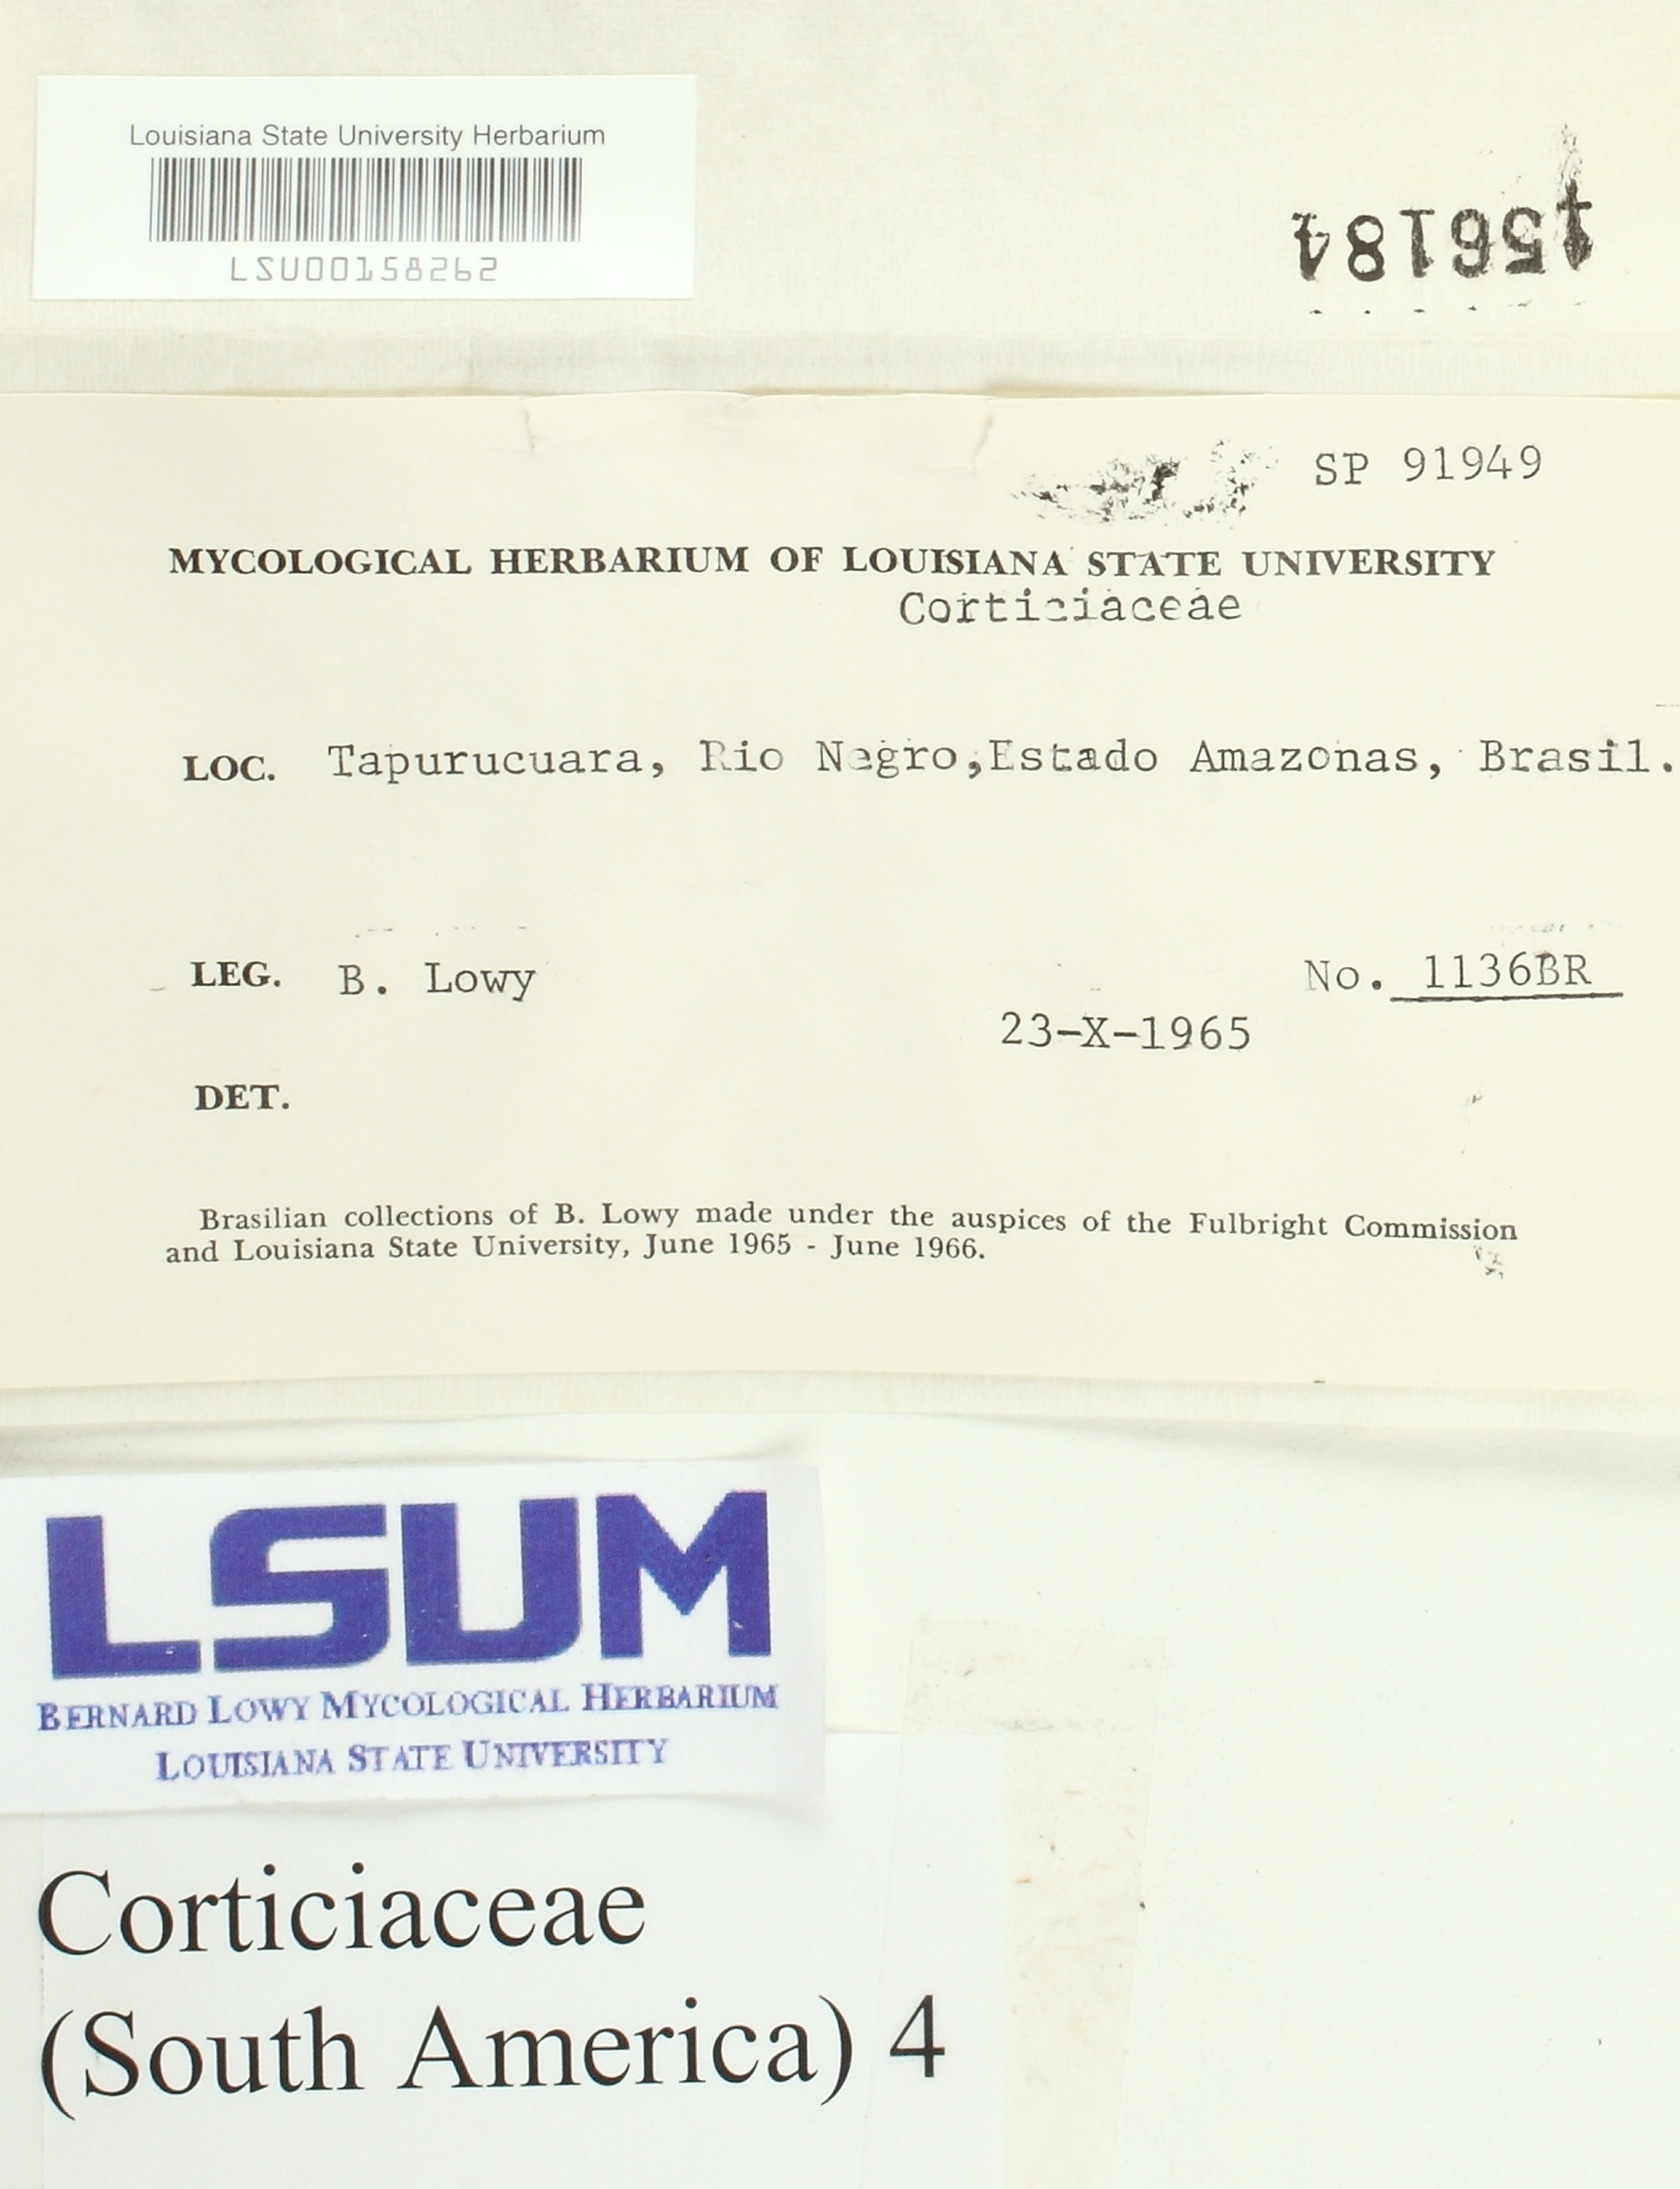 Louisiana State University Herbarium
LSU00158262
156184
SP 91949
MYCOLOGICAL HERBARIUM OF LOUISIANA STATE UNIVERSITY
Corticiaceae
LOC. Tapurucuara, Rio Negro,Estado Amazonas, Brasil.
LEG. B. Lowy
No. 1136BR
23-X-1965
DET.
Brasilian collections of B. Lowy made under the auspices of the Fulbright Commission
and Louisiana State University, June 1965 - June 1966.
LSUM
BERNARD LOWY MYCOLOGICAL HERBARIUM
LOUISIANA STATE UNIVERSITY
Corticiaceae
(South America) 4